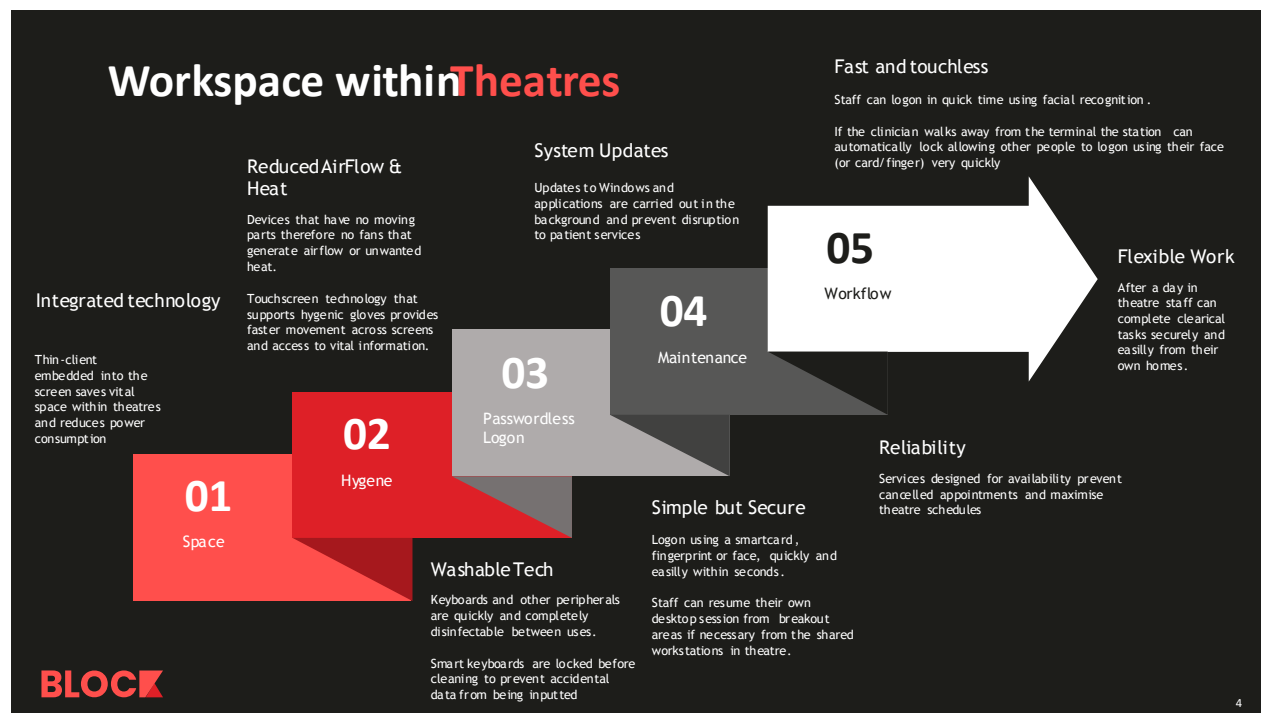 Workspace within Theatres
Fast and touchless
Staff can logon in quick time using facial recognition.
If the clinician walks away from the terminal the station can
automatically lock allowing other people to logon using their face
(or card/finger) very quickly
System Updates
Updates to Windows and
applications are carried out in the
background and prevent disruption
to patient services
Reduced AirFlow &
Heat
Devices that have no moving
parts therefore no fans that
generate airflow or unwanted
heat.
Touchscreen technology that
supports hygenic gloves provides
faster movement across screens
and access to vital information.
Integrated technology
Thin-client
embedded into the
screen saves vital
space within theatres
and reduces power
consumption
01
Space
02
Hygene
03
Passwordless
Logon
04
Maintenance
05
Workflow
Flexible Work
After a day in
theatre staff can
complete clearical
tasks securely and
easilly from their
own homes.
Reliability
Services designed for availability prevent
cancelled appointments and maximise
theatre schedules
Simple but Secure
Logon using a smartcard,
fingerprint or face, quickly and
easilly within seconds.
Staff can resume their own
desktop session from breakout
areas if necessary from the shared
workstations in theatre.
Washable Tech
Keyboards and other peripherals
are quickly and completely
disinfectable between uses.
Smart keyboards are locked before
cleaning to prevent accidental
data from being inputted
BLOCK
4